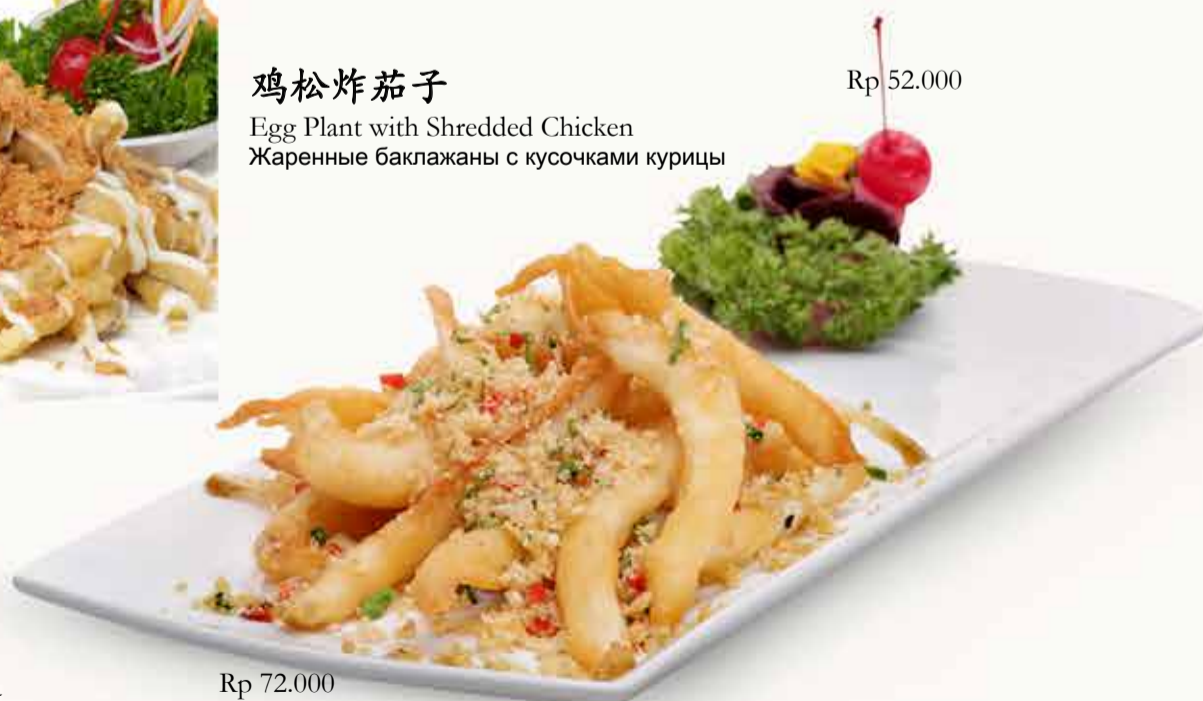 鸡松炸茄子
Rp 52.000
Egg Plant with Shredded Chicken
Жаренные баклажаны с кусочками курицы
Rp 72.000